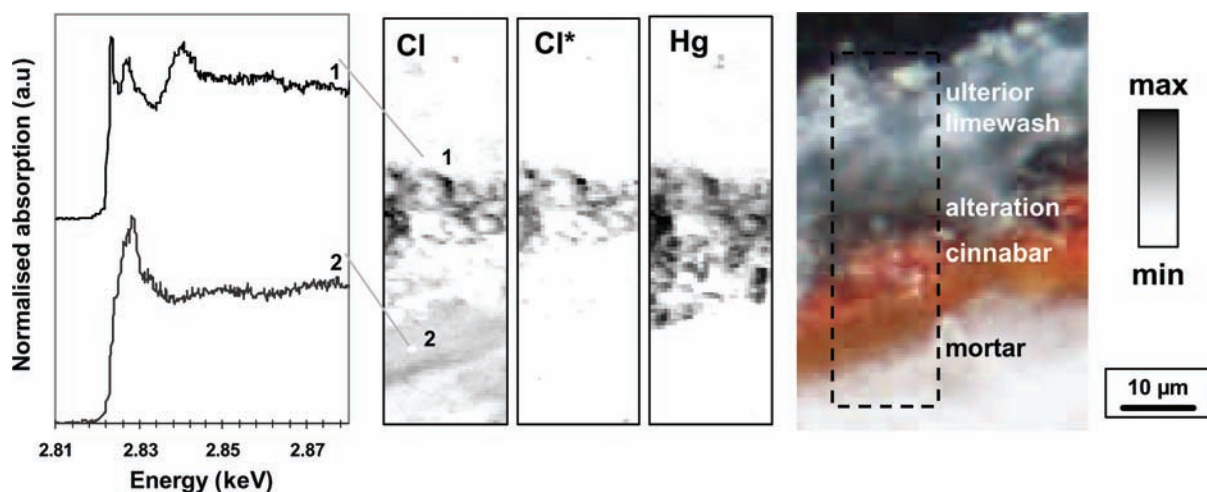 Normalised absorption (a.u)
1
2
2.81
2.83
2.85
2.87
Energy (keV)
Cl
1
2
Cl*
Hg
ulterior
limewash
alteration
cinnabar
mortar
max
min
10 µm